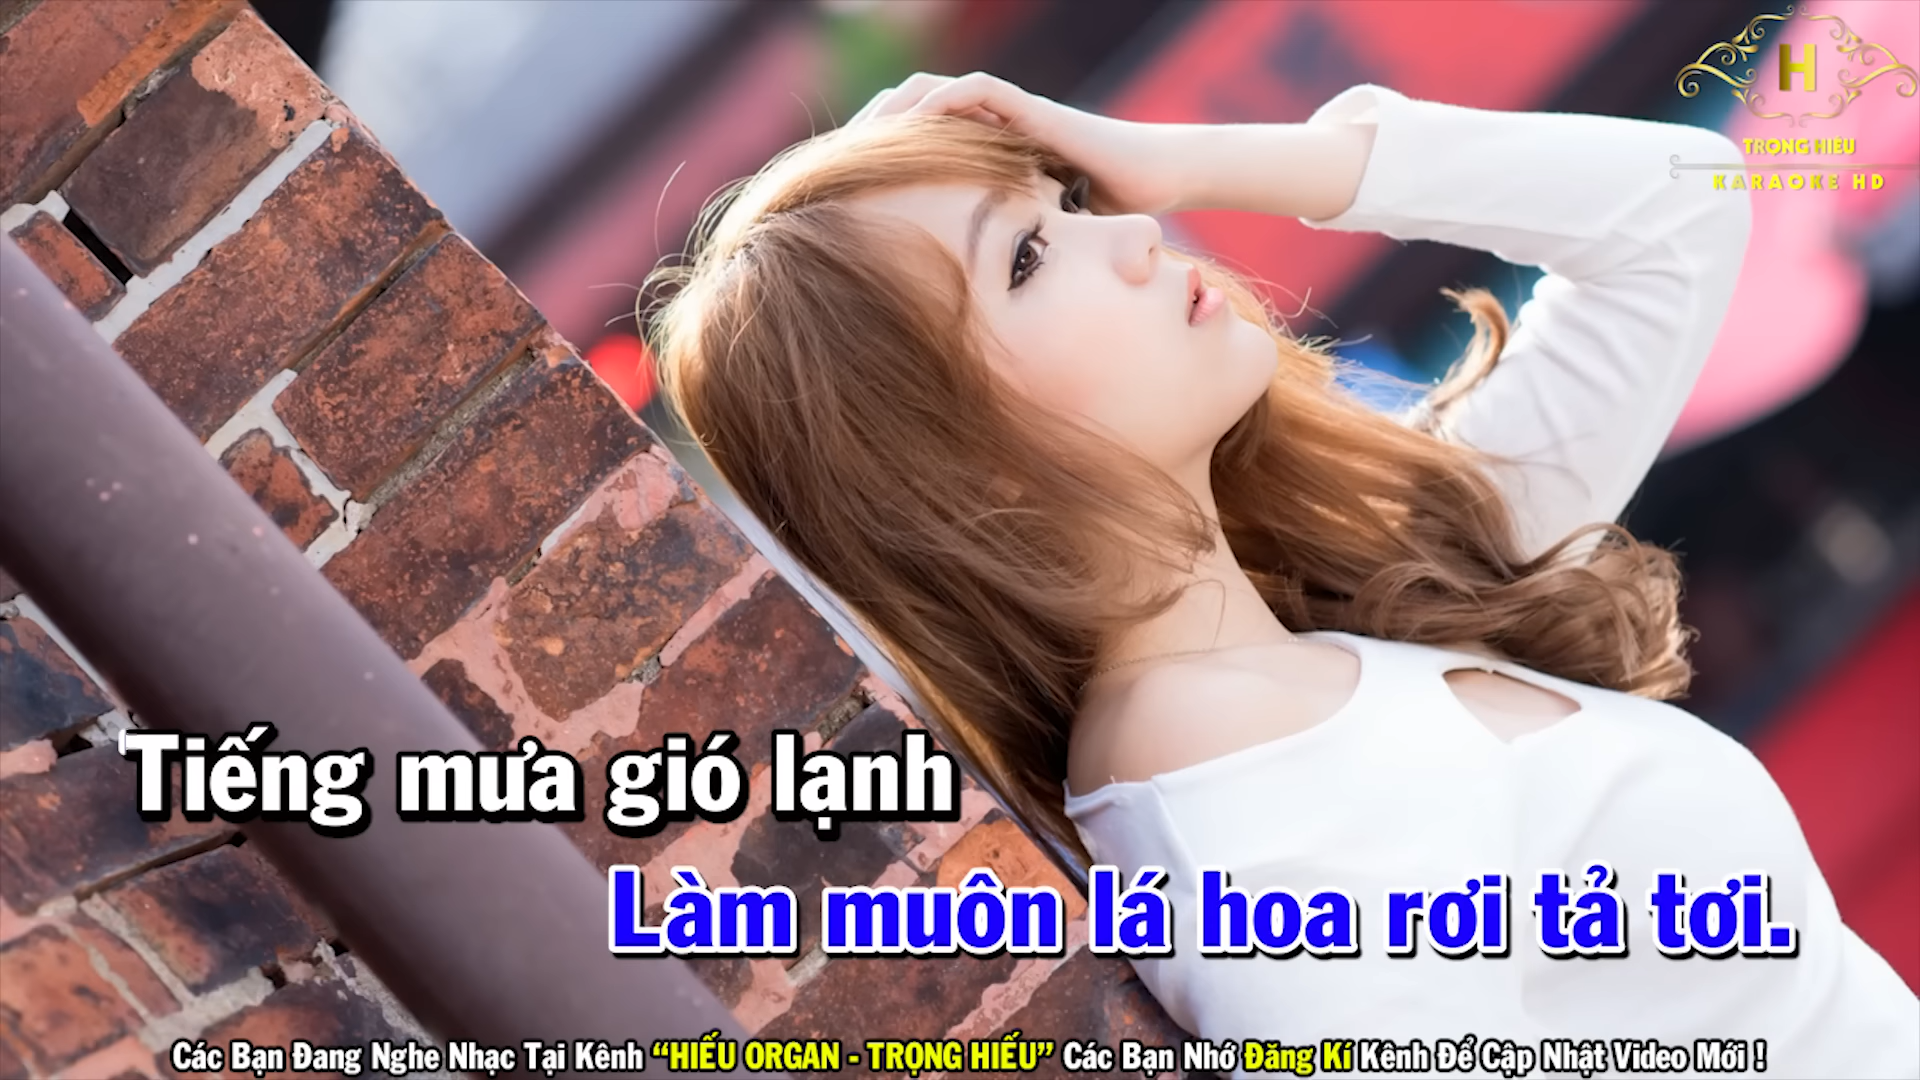 H
TRỌNG HIẾU
KARAOKE HD
Tiếng mưa gió lạnh
Làm muôn lá hoa rơi tả tơi.
Các Bạn Đang Nghe Nhạc Tại Kênh “HIẾU ORGAN - TRỌNG HIẾU” Các Bạn Nhớ Đăng Kí Kênh Để Cập Nhật Video Mới !